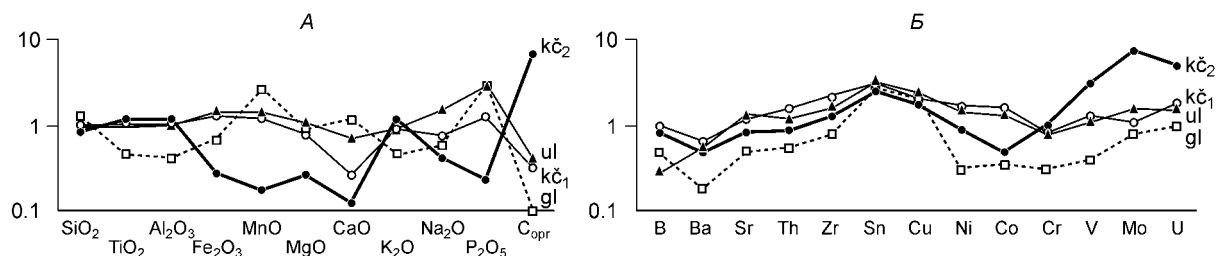 А
Б
10
1
0.1
kč₂
ul
kč₁
gl
SiO₂ Al₂O₃ MnO CaO Na₂O Cорг
TiO₂ Fe₂O₃ MgO K₂O P₂O₅
10
1
0.1
kč₂
kč₁
ul
gl
B Ba Sr Th Zr Sn Cu Ni Co Cr V Mo U